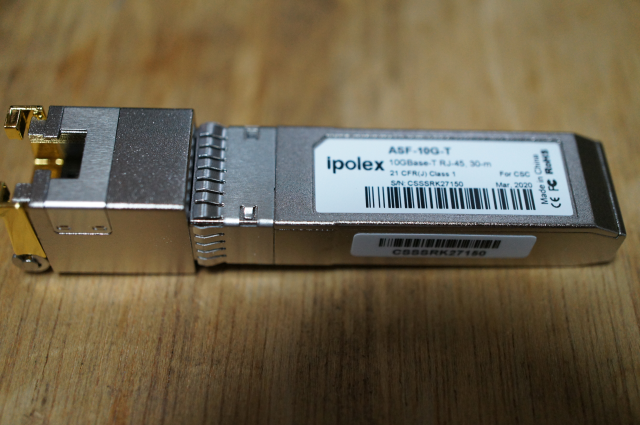 ipolex
ASF-10G-T
10GBase-T RJ-45, 30-m
21 CFR(J) Class 1 For CSC
S/N CSSSRK27150 Mar, 2020
Made in China
CE FC RoHS
CSSSRK27150